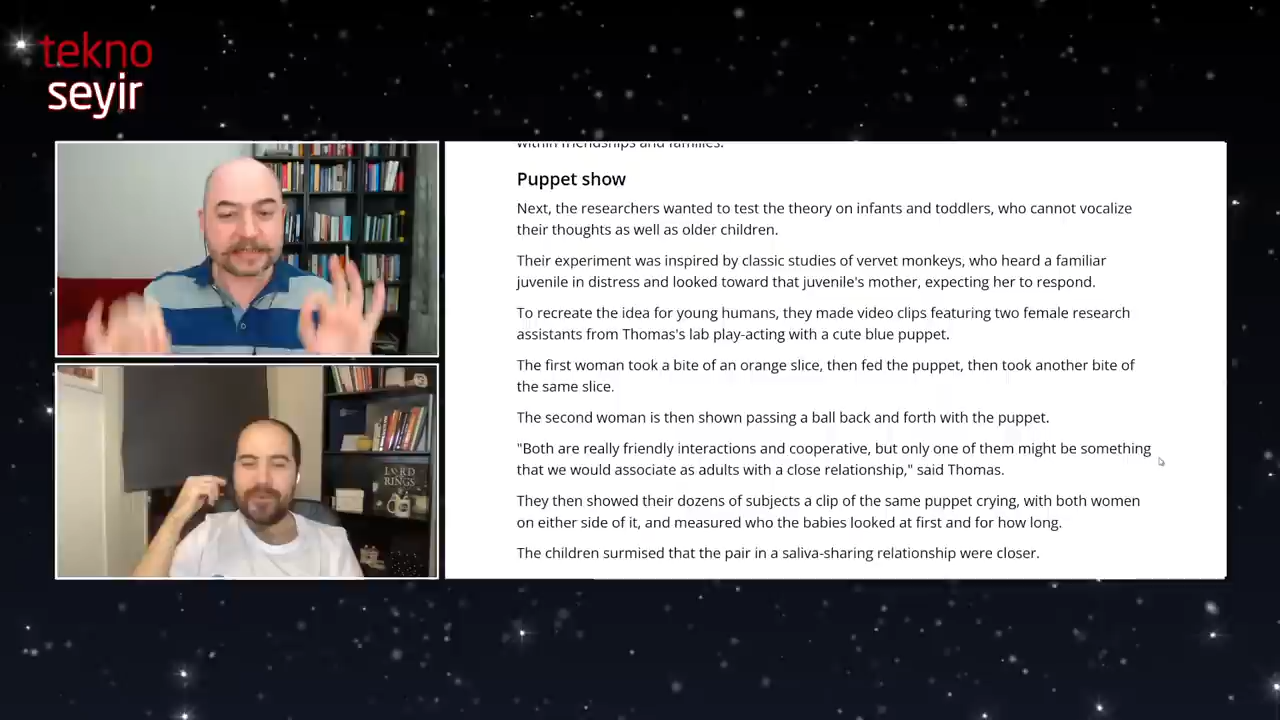 tekno
seyir
within friendships and families.
Puppet show
Next, the researchers wanted to test the theory on infants and toddlers, who cannot vocalize
their thoughts as well as older children.
Their experiment was inspired by classic studies of vervet monkeys, who heard a familiar
juvenile in distress and looked toward that juvenile's mother, expecting her to respond.
To recreate the idea for young humans, they made video clips featuring two female research
assistants from Thomas's lab play-acting with a cute blue puppet.
The first woman took a bite of an orange slice, then fed the puppet, then took another bite of
the same slice.
The second woman is then shown passing a ball back and forth with the puppet.
"Both are really friendly interactions and cooperative, but only one of them might be something
that we would associate as adults with a close relationship," said Thomas.
They then showed their dozens of subjects a clip of the same puppet crying, with both women
on either side of it, and measured who the babies looked at first and for how long.
The children surmised that the pair in a saliva-sharing relationship were closer.
LORD
RINGS